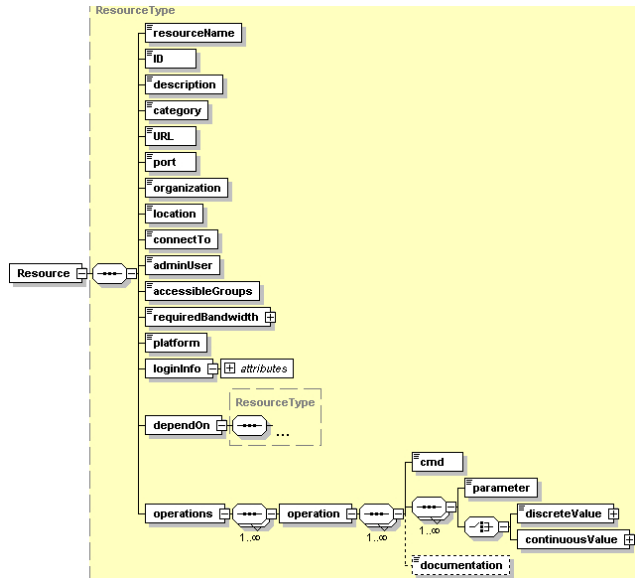 ResourceType
resourceName
ID
description
category
URL
port
organization
location
connectTo
Resource
adminUser
accessibleGroups
requiredBandwidth
platform
loginInfo
attributes
ResourceType
dependOn
...
cmd
parameter
operations
operation
discreteValue
1..∞
1..∞
1..∞
continuousValue
documentation